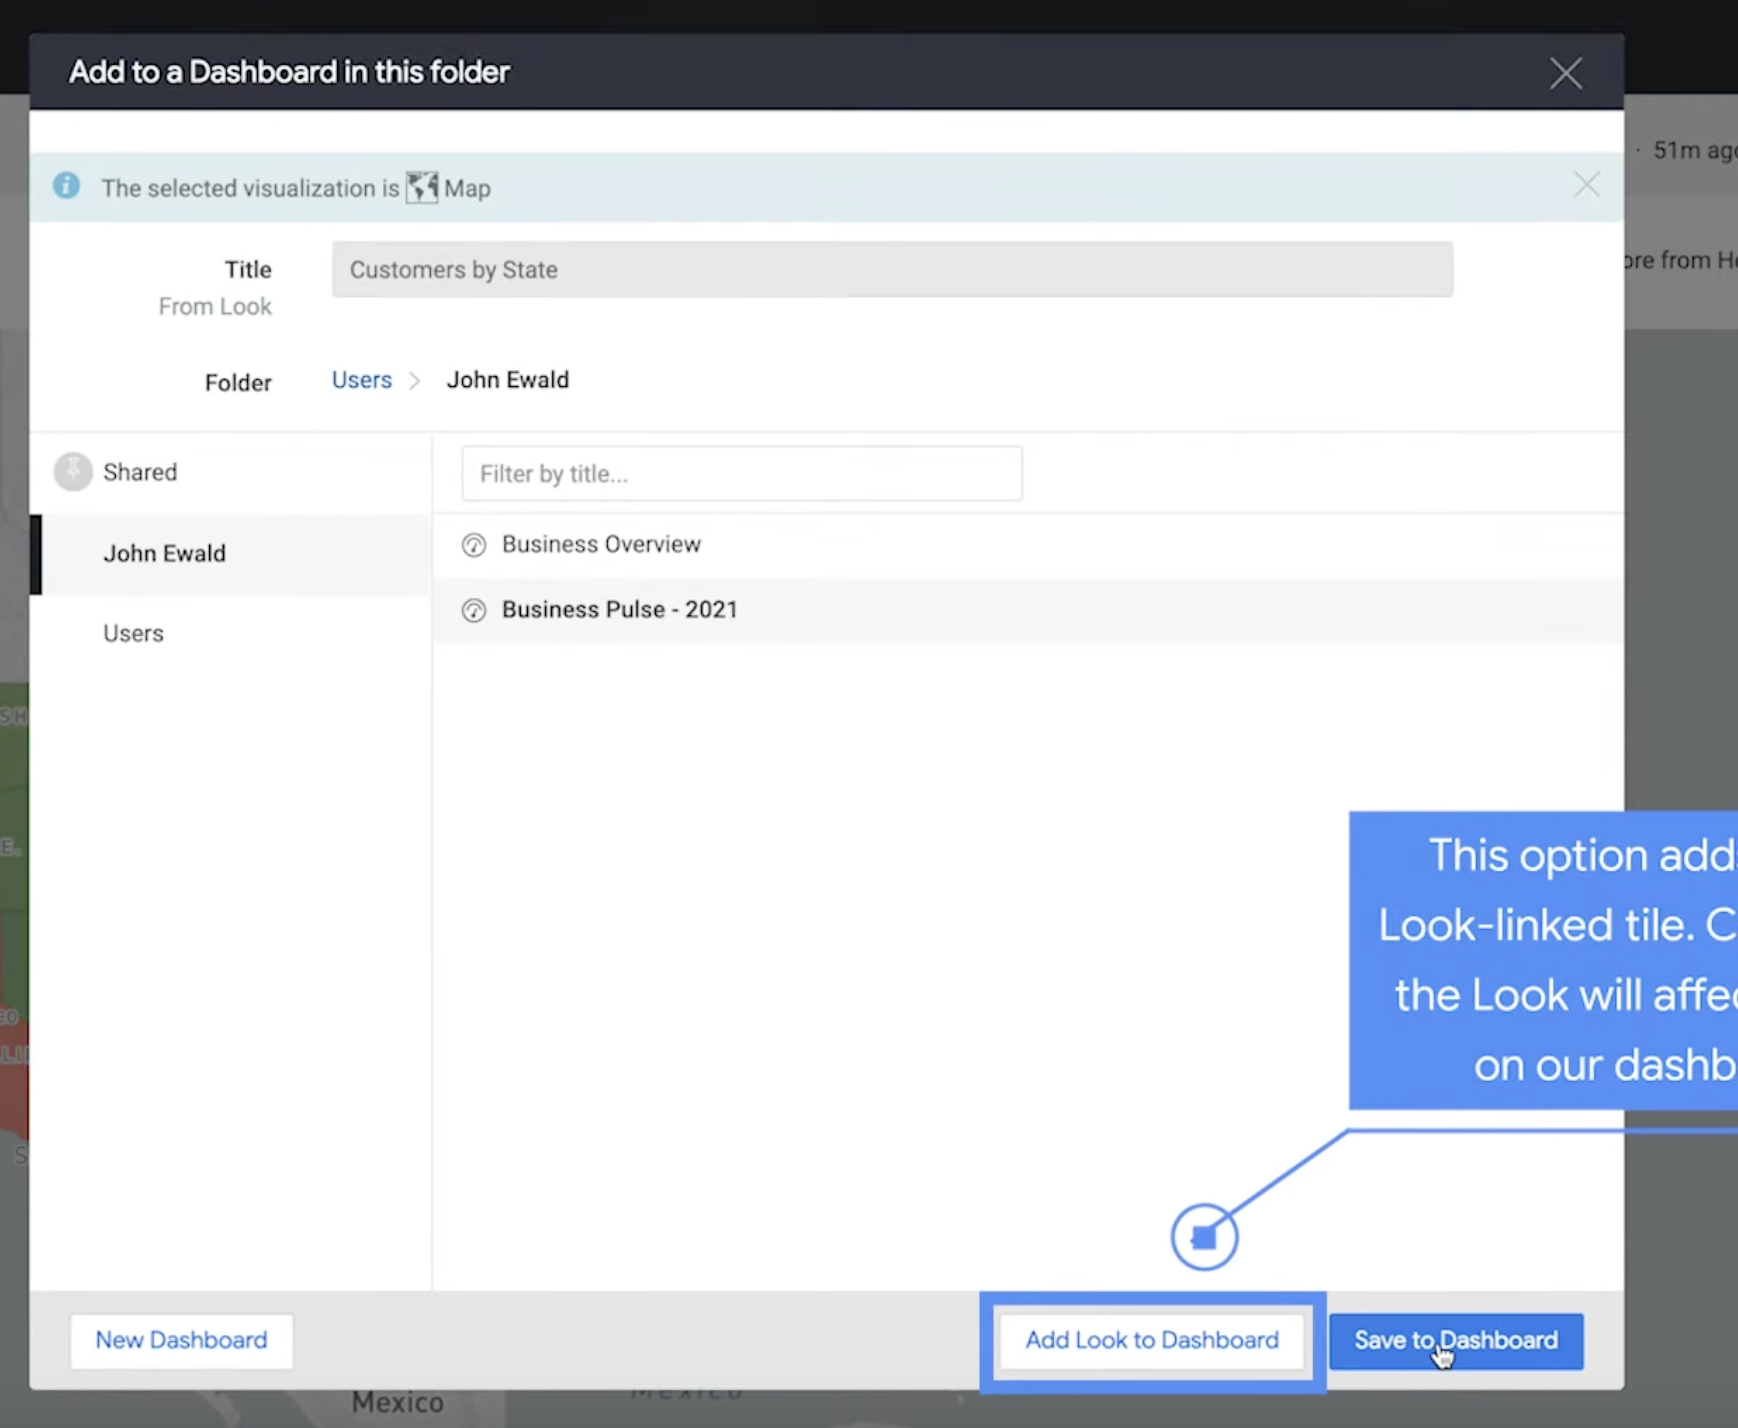 Add to a Dashboard in this folder
51m ago
The selected visualization is Map
Title
Customers by State
From Look
ore from
Folder
Users
John Ewald
Shared
Filter by title...
John Ewald
Business Overview
Business Pulse - 2021
Users
This option adds
Look-linked tile. C
the Look will affec
on our dashb
New Dashboard
Add Look to Dashboard
Save to Dashboard
Mexico